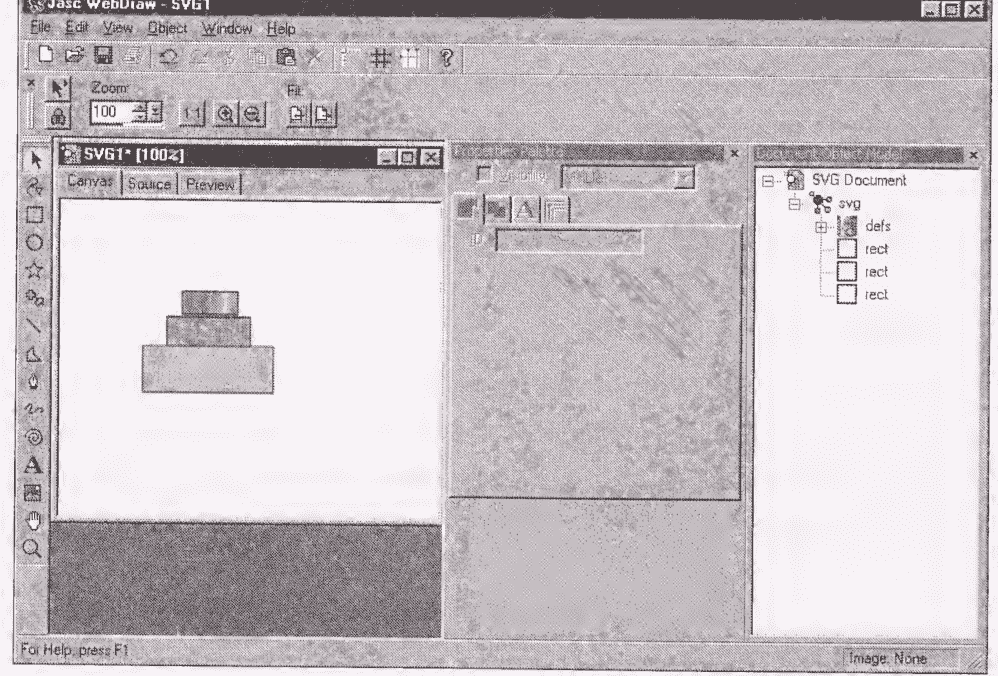 Jasc WebDraw - SVG1
File Edit View Object Window Help
Zoom: Fit:
100 1:1
SVG1* [100%]
Canvas Source Preview
ID
SVG Document
svg
defs
rect
rect
rect
For Help, press F1
Image: None